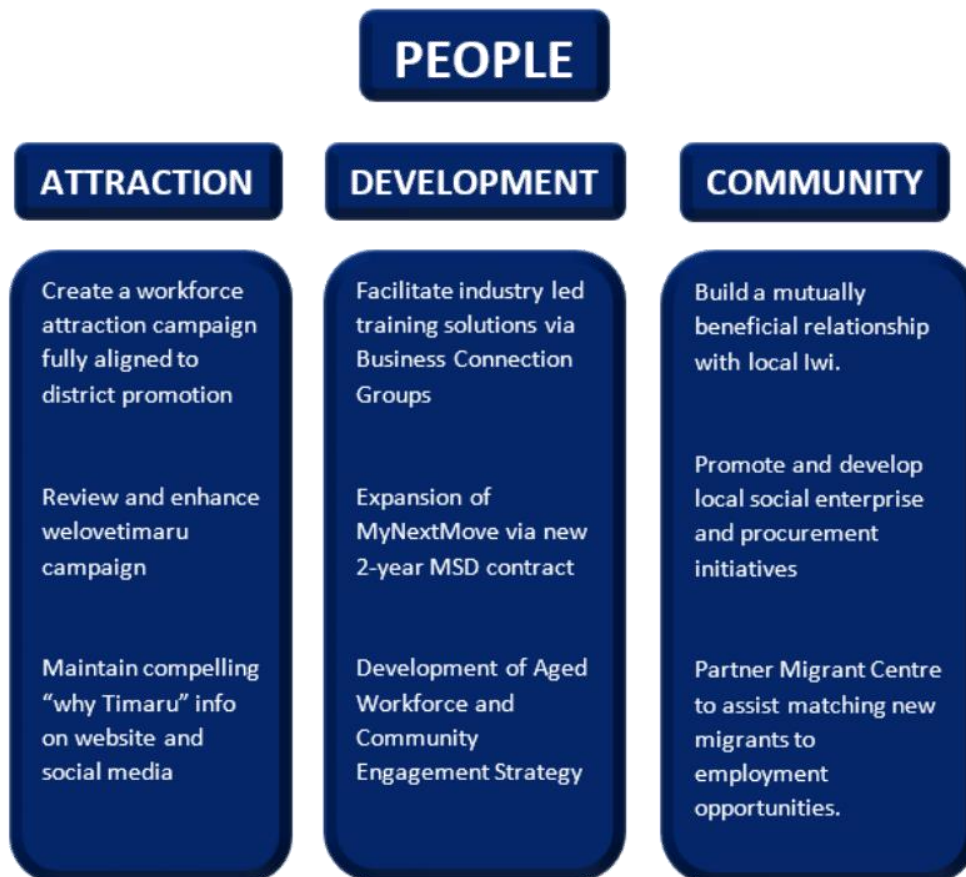 PEOPLE
ATTRACTION
Create a workforce
attraction campaign
fully aligned to
district promotion
Review and enhance
welovetimaru
campaign
Maintain compelling
“why Timaru” info
on website and
social media
DEVELOPMENT
Facilitate industry led
training solutions via
Business Connection
Groups
Expansion of
MyNextMove via new
2-year MSD contract
Development of Aged
Workforce and
Community
Engagement Strategy
COMMUNITY
Build a mutually
beneficial relationship
with local Iwi.
Promote and develop
local social enterprise
and procurement
initiatives
Partner Migrant Centre
to assist matching new
migrants to
employment
opportunities.